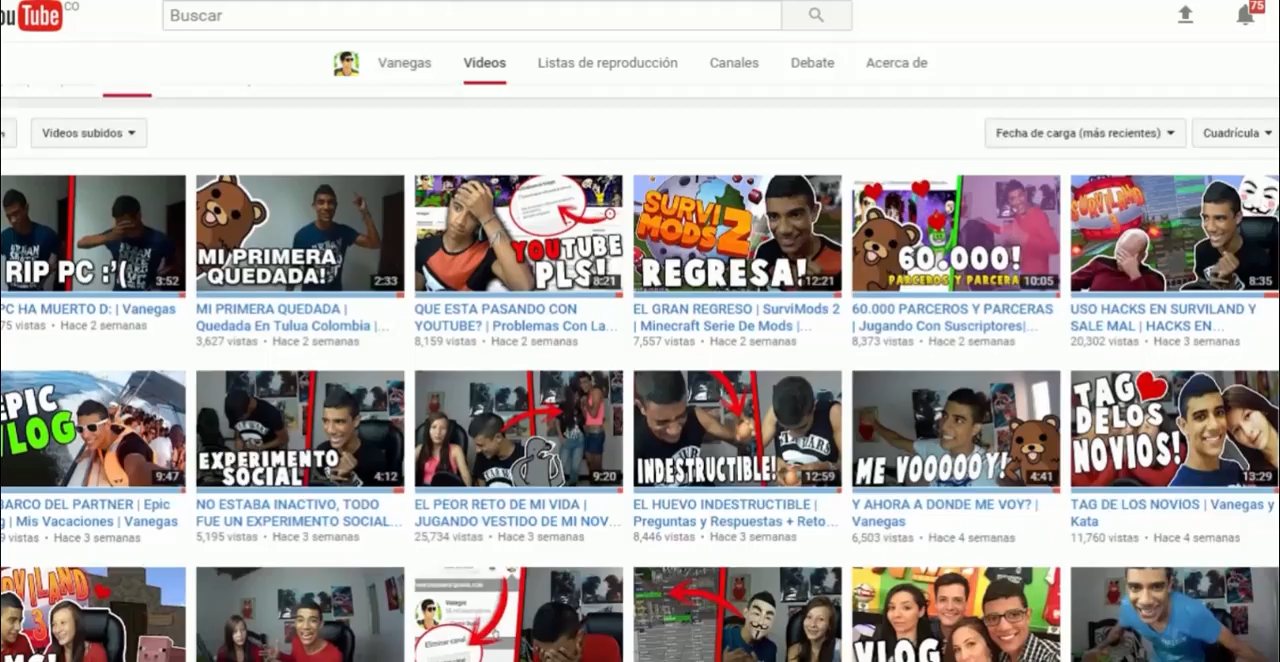 You Tube CO
Buscar
75
Vanegas Videos Listas de reproducción Canales Debate Acerca de
Videos subidos
Fecha de carga (más recientes)
Cuadrícula
RIP PC :'(
3:52
MI PRIMERA
QUEDADA!
2:33
YOUTUBE
PLS!!
8:21
SURVI
MODS 2
REGRESA!
12:21
60.000!
PARCEROS Y PARCERA
10:05
SURVILAND
8:35
PC HA MUERTO D: | Vanegas
75 vistas • Hace 2 semanas
MI PRIMERA QUEDADA |
Quedada En Tulua Colombia |...
3,627 vistas • Hace 2 semanas
QUE ESTA PASANDO CON
YOUTUBE? | Problemas Con La...
8,159 vistas • Hace 2 semanas
EL GRAN REGRESO | SurviMods 2
| Minecraft Serie De Mods |...
7,557 vistas • Hace 2 semanas
60.000 PARCEROS Y PARCERAS
| Jugando Con Suscriptores|...
8,373 vistas • Hace 2 semanas
USO HACKS EN SURVILAND Y
SALE MAL | HACKS EN...
20,302 vistas • Hace 3 semanas
EPIC
VLOG
9:47
EXPERIMENTO
SOCIAL
4:12
9:20
INDESTRUCTIBLE!
12:59
ME VOOOOOY!
4:41
TAG
DE LOS
NOVIOS!
13:29
BARCO DEL PARTNER | Epic
g | Mis Vacaciones | Vanegas
9 vistas • Hace 3 semanas
NO ESTABA INACTIVO, TODO
FUE UN EXPERIMENTO SOCIAL...
5,195 vistas • Hace 3 semanas
EL PEOR RETO DE MI VIDA |
JUGANDO VESTIDO DE MI NOV...
25,734 vistas • Hace 3 semanas
EL HUEVO INDESTRUCTIBLE |
Preguntas y Respuestas + Reto...
8,446 vistas • Hace 3 semanas
Y AHORA A DONDE ME VOY? |
Vanegas
6,503 vistas • Hace 4 semanas
TAG DE LOS NOVIOS | Vanegas y
Kata
11,760 vistas • Hace 4 semanas
SURVILAND
3
Vanegas
Eliminar canal
VLOG